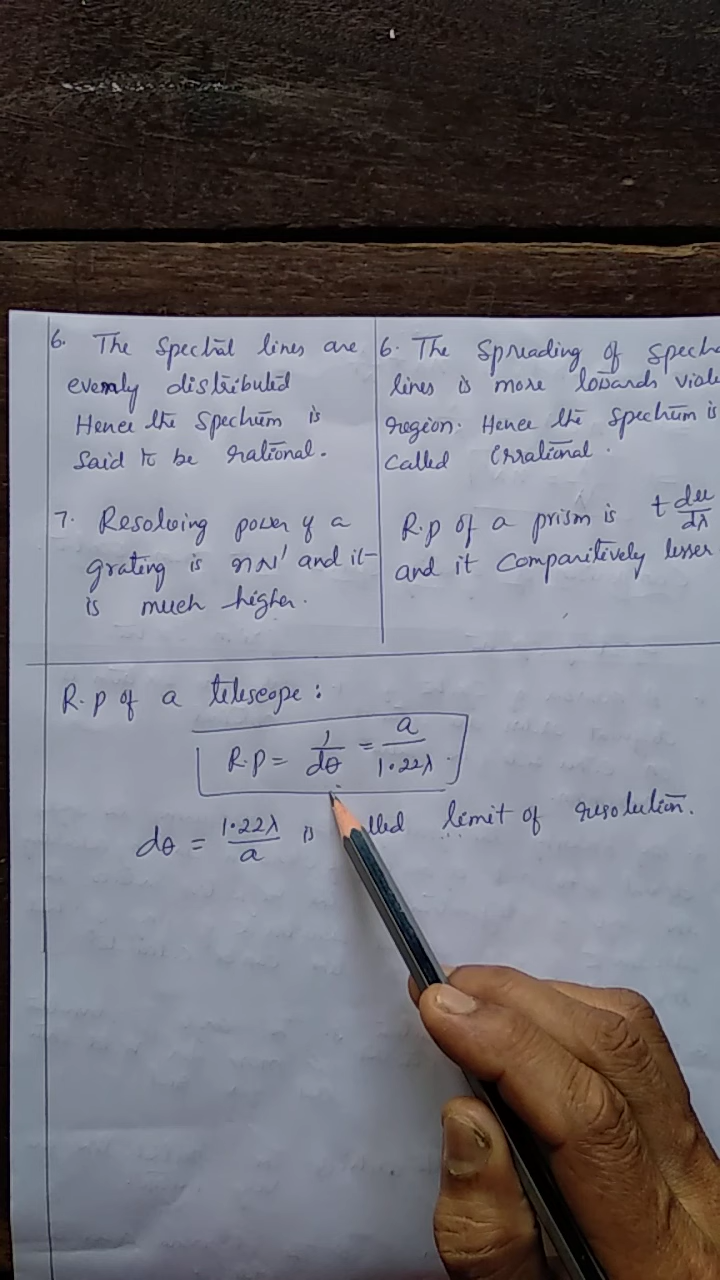 6. The Spectral lines are
evenly distributed
Hence the Spectrum is
Said to be rational.
7. Resolving power of a
grating is nN' and it
is much higher.
6. The Spreading of Spect
lines is more towards viol
region. Hence the Spectrum is
Called irrational.
R.p of a prism is t dμ/dλ
and it Comparitively lesser
R.p of a telescope:
R.P = 1/dθ = a/1.22λ.
dθ = 1.22λ/a is lled limit of resolution.